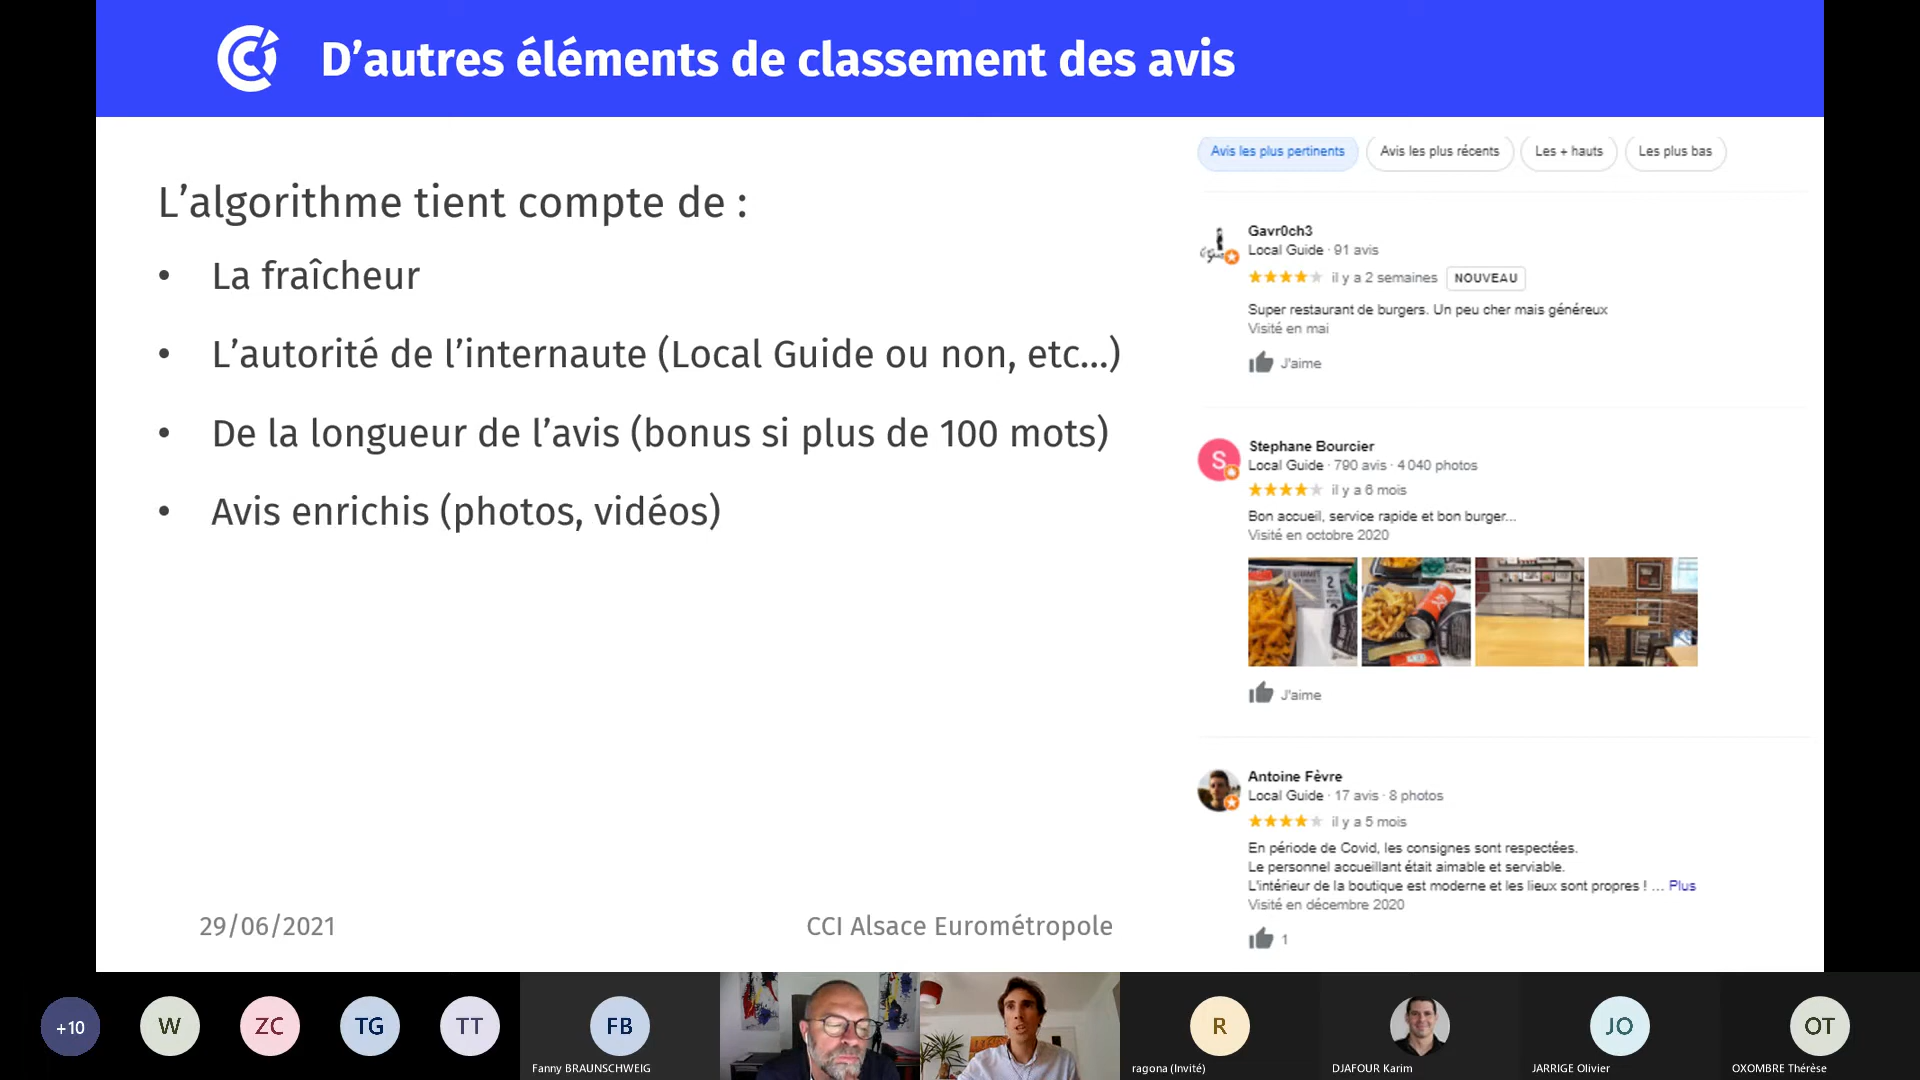 D’autres éléments de classement des avis
L’algorithme tient compte de :
• La fraîcheur
• L’autorité de l’internaute (Local Guide ou non, etc...)
• De la longueur de l’avis (bonus si plus de 100 mots)
• Avis enrichis (photos, vidéos)
29/06/2021
CCI Alsace Eurométropole
Avis les plus pertinents
Avis les plus récents
Les + hauts
Les plus bas
Gavr0ch3
Local Guide · 91 avis
il y a 2 semaines NOUVEAU
Super restaurant de burgers. Un peu cher mais généreux
Visité en mai
J'aime
S
Stephane Bourcier
Local Guide · 790 avis · 4 040 photos
il y a 6 mois
Bon accueil, service rapide et bon burger...
Visité en octobre 2020
J'aime
Antoine Fèvre
Local Guide · 17 avis · 8 photos
il y a 5 mois
En période de Covid, les consignes sont respectées.
Le personnel accueillant était aimable et serviable.
L'intérieur de la boutique est moderne et les lieux sont propres ! ... Plus
Visité en décembre 2020
1
+10
W
ZC
TG
TT
FB
Fanny BRAUNSCHWEIG
R
ragona (Invité)
DJAFOUR Karim
JO
JARRIGE Olivier
OT
OXOMBRE Thérèse